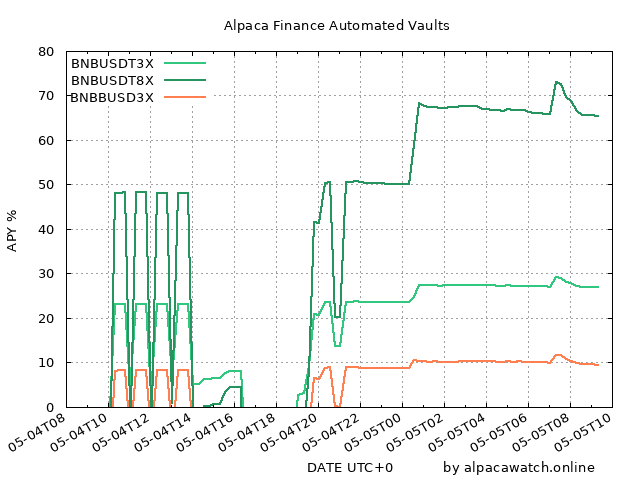 Alpaca Finance Automated Vaults
BNBUSDT3X
BNBUSDT8X
BNBBUSD3X
80
70
60
50
40
30
20
10
0
APY %
05-04T08
05-04T10
05-04T12
05-04T14
05-04T16
05-04T18
05-04T20
05-04T22
05-05T00
05-05T02
05-05T04
05-05T06
05-05T08
05-05T10
DATE UTC+0
by alpacawatch.online